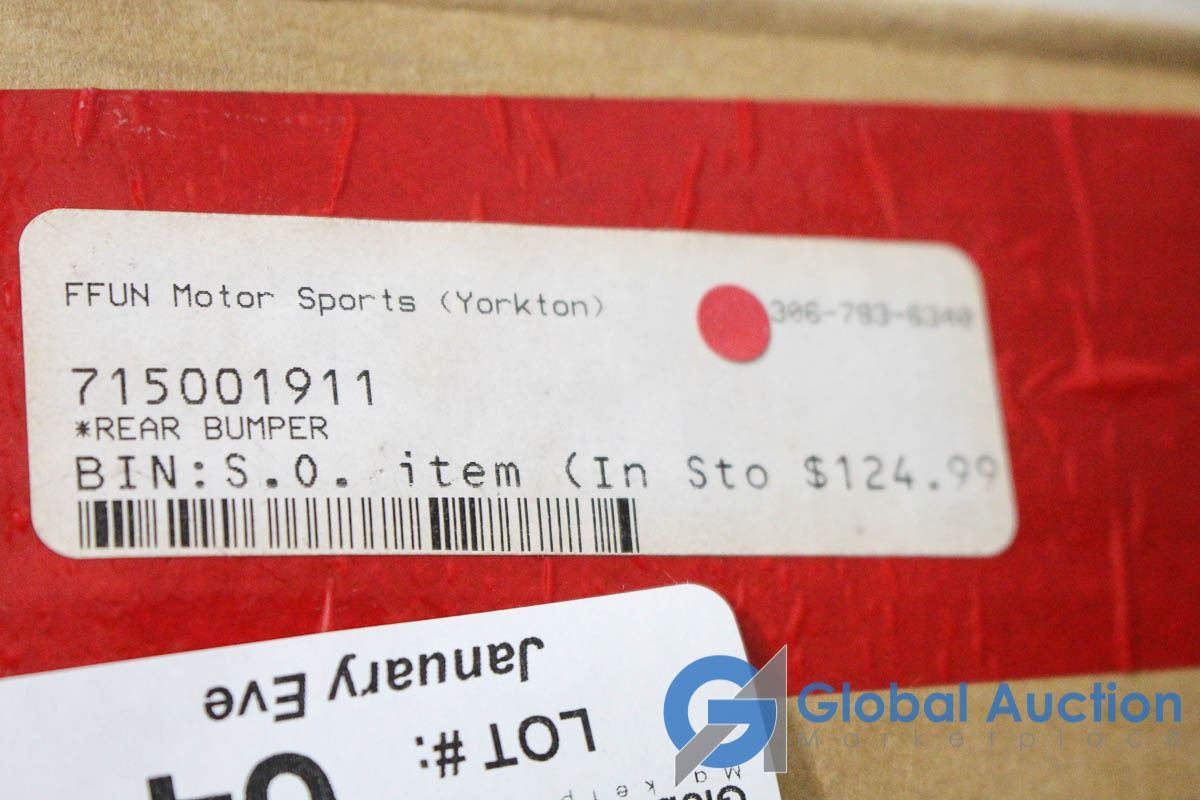 FFUN Motor Sports (Yorkton) 306-783-6340
715001911
*REAR BUMPER
BIN:S.O. item (In Sto $124.99
January Eve
LOT#:
Global Auction
Marketplace